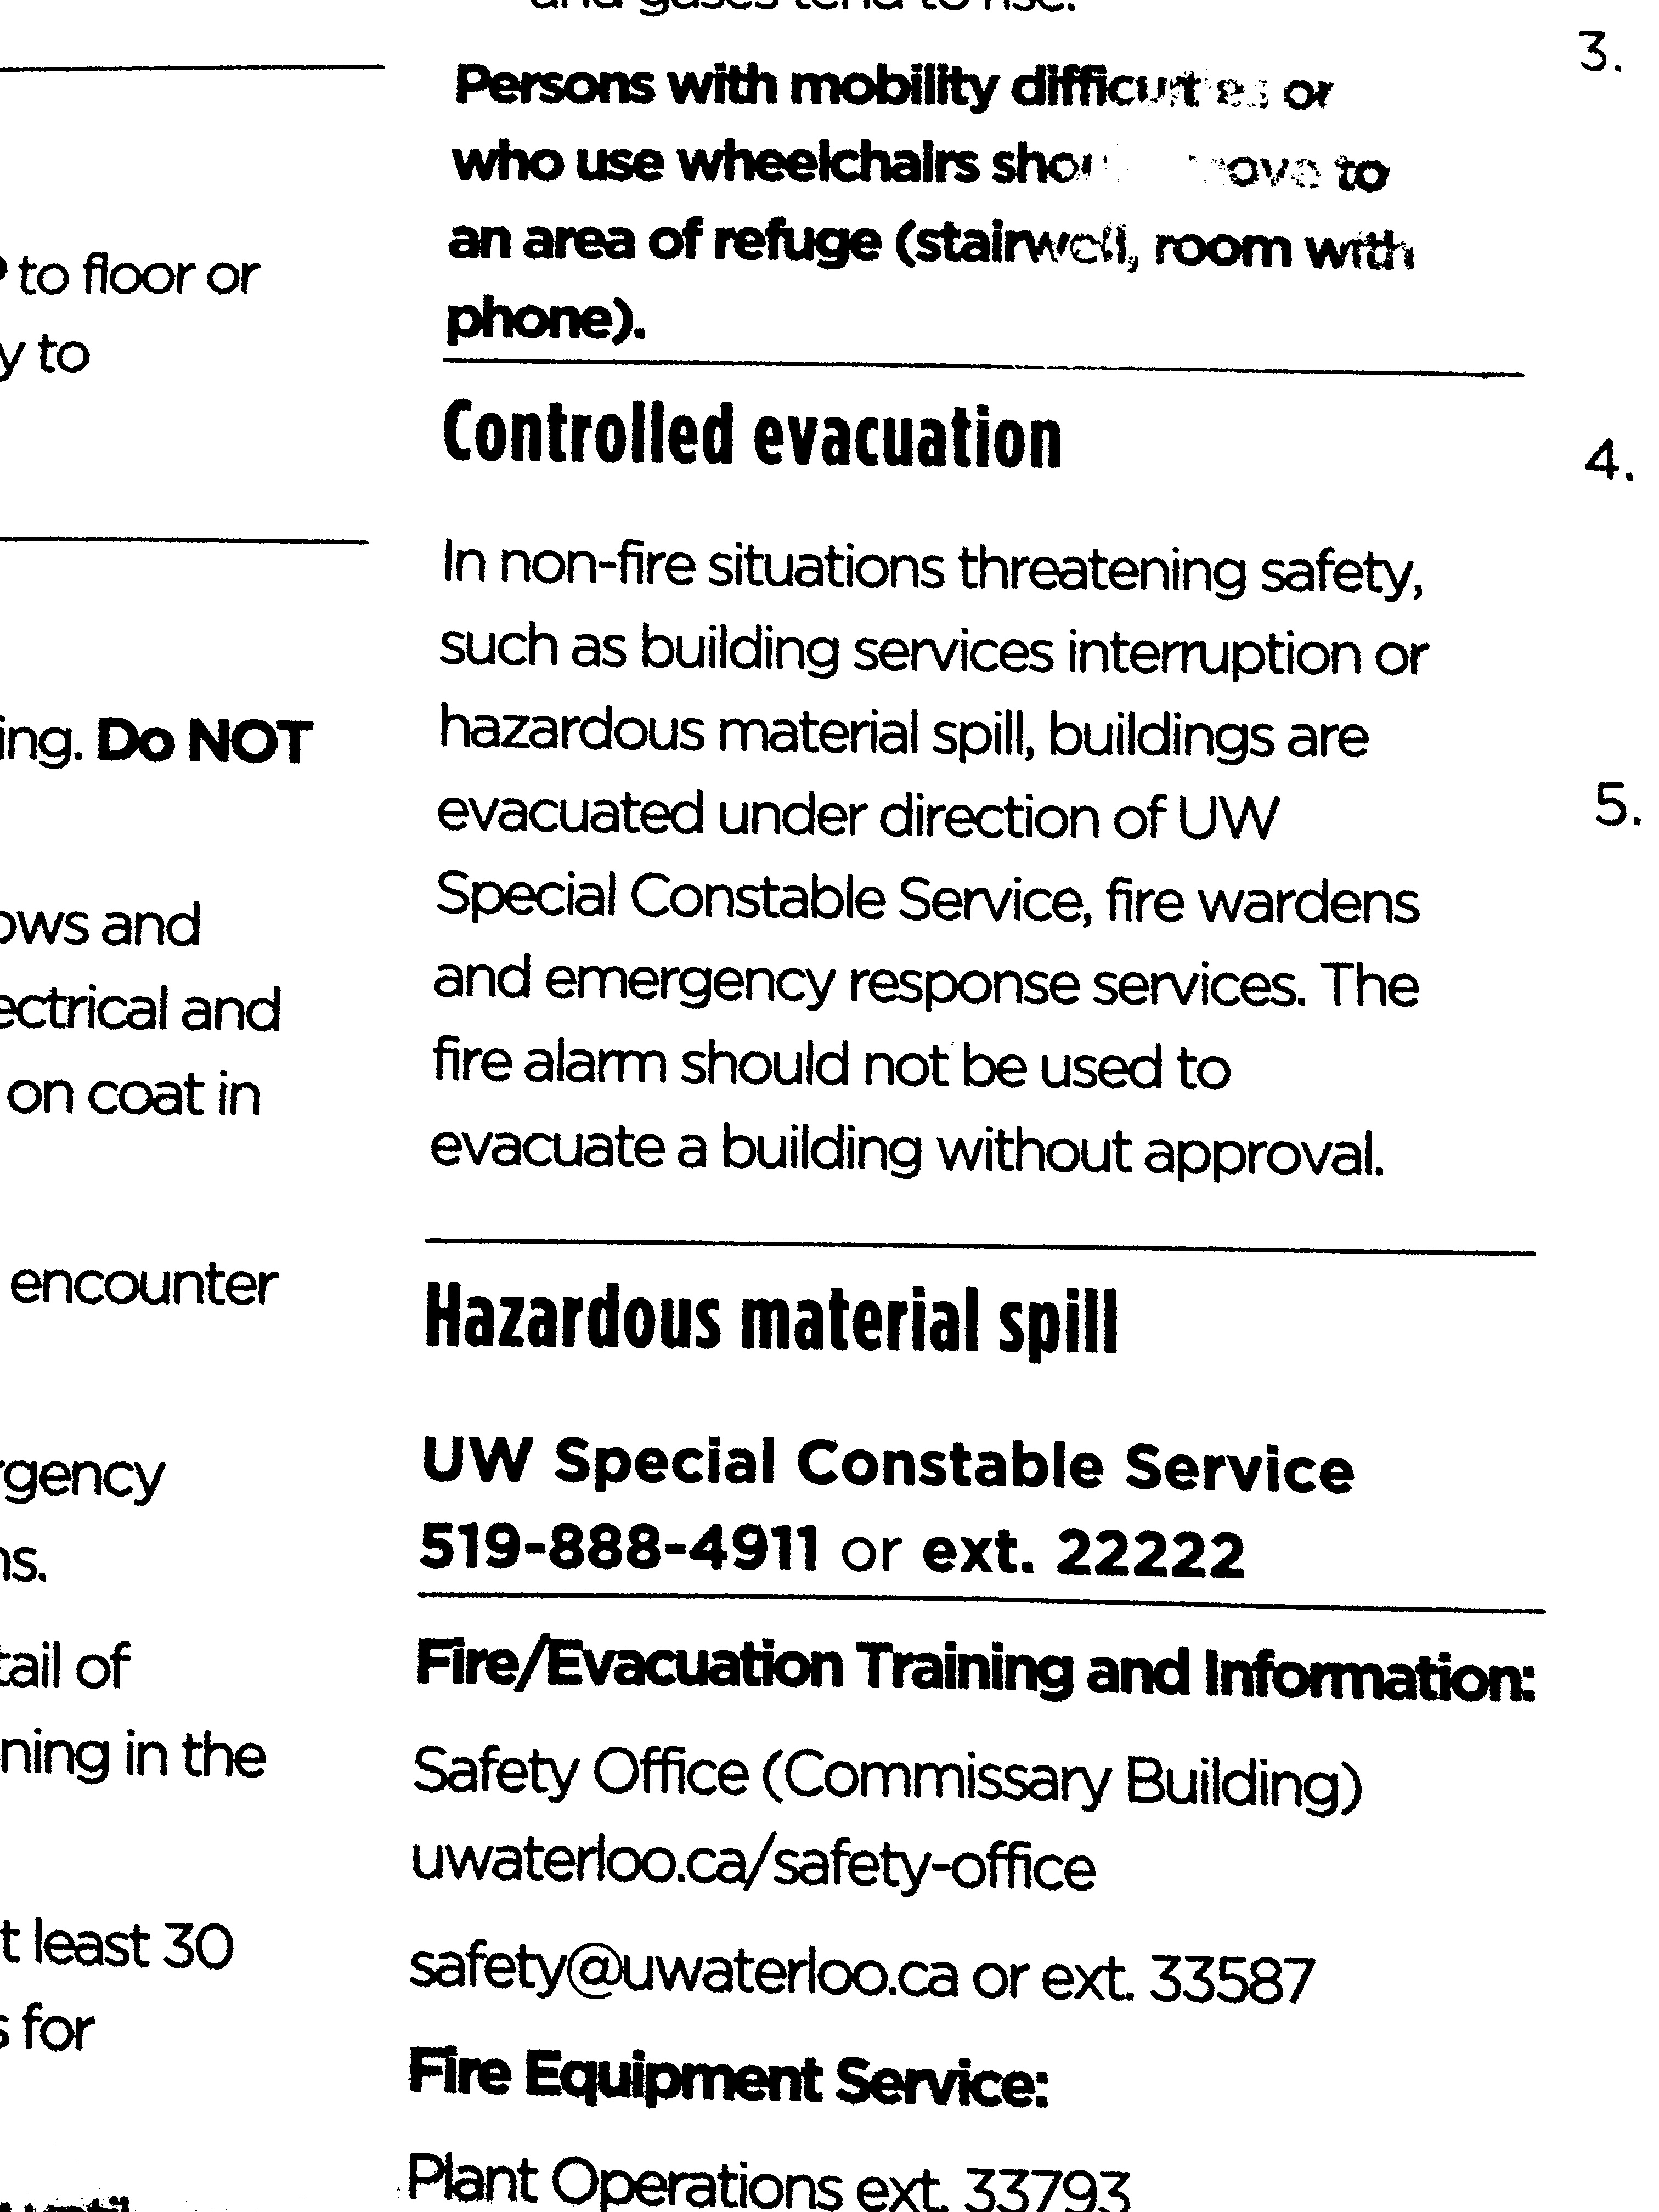 to floor or
y to
ing. Do NOT
ows and
ectrical and
on coat in
encounter
rgency
ns.
tail of
ning in the
t least 30
s for
and gases tend to rise.
Persons with mobility difficulties or
who use wheelchairs should move to
an area of refuge (stairwell, room with
phone).
Controlled evacuation
In non-fire situations threatening safety,
such as building services interruption or
hazardous material spill, buildings are
evacuated under direction of UW
Special Constable Service, fire wardens
and emergency response services. The
fire alarm should not be used to
evacuate a building without approval.
Hazardous material spill
UW Special Constable Service
519-888-4911 or ext. 22222
Fire/Evacuation Training and Information:
Safety Office (Commissary Building)
uwaterloo.ca/safety-office
safety@uwaterloo.ca or ext. 33587
Fire Equipment Service:
Plant Operations ext. 33793
3.
4.
5.